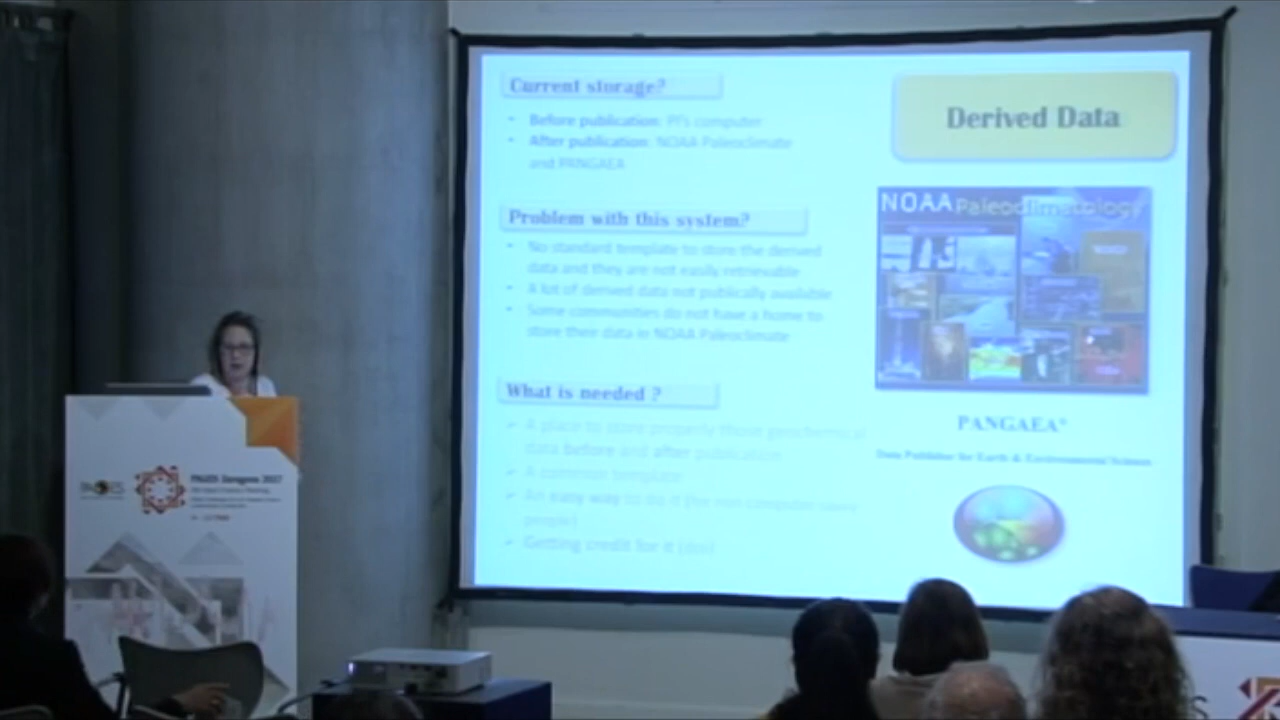 Current storage?
• Before publication: PI's computer
• After publication: NOAA Paleoclimate
and PANGAEA
Problem with this system?
• No standard template to store the derived
data and they are not easily retrievable
• A lot of derived data not publically available
• Some communities do not have a home to
store their data in NOAA Paleoclimate
What is needed ?
A place to store properly those geochemical
data before and after publication
A common template
An easy way to do it
people)
Getting credit for it
Derived Data
NOAA Paleoclimatology
PANGAEA®
Data Publisher for Earth & Environmental Science
PAGES
PAGES Zaragoza 2017